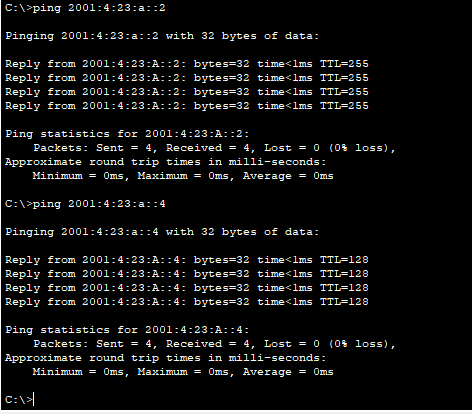 C:\>ping 2001:4:23:a::2
Pinging 2001:4:23:a::2 with 32 bytes of data:
Reply from 2001:4:23:A::2: bytes=32 time<1ms TTL=255
Reply from 2001:4:23:A::2: bytes=32 time<1ms TTL=255
Reply from 2001:4:23:A::2: bytes=32 time<1ms TTL=255
Reply from 2001:4:23:A::2: bytes=32 time<1ms TTL=255
Ping statistics for 2001:4:23:A::2:
    Packets: Sent = 4, Received = 4, Lost = 0 (0% loss),
Approximate round trip times in milli-seconds:
    Minimum = 0ms, Maximum = 0ms, Average = 0ms
C:\>ping 2001:4:23:a::4
Pinging 2001:4:23:a::4 with 32 bytes of data:
Reply from 2001:4:23:A::4: bytes=32 time<1ms TTL=128
Reply from 2001:4:23:A::4: bytes=32 time<1ms TTL=128
Reply from 2001:4:23:A::4: bytes=32 time<1ms TTL=128
Reply from 2001:4:23:A::4: bytes=32 time<1ms TTL=128
Ping statistics for 2001:4:23:A::4:
    Packets: Sent = 4, Received = 4, Lost = 0 (0% loss),
Approximate round trip times in milli-seconds:
    Minimum = 0ms, Maximum = 0ms, Average = 0ms
C:\>